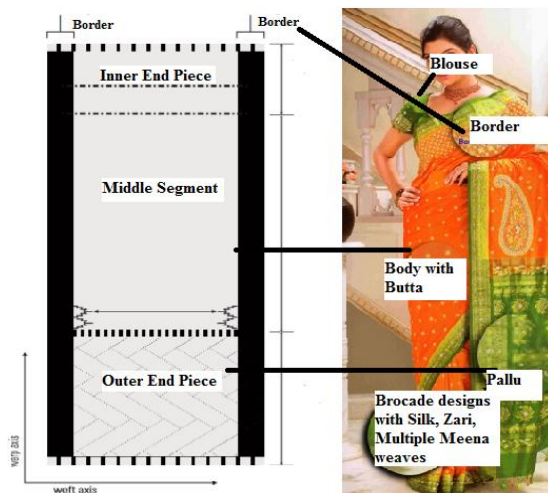 Border
Border
Inner End Piece
Blouse
Border
Middle Segment
Body with
Butta
Outer End Piece
Pallu
Brocade designs
with Silk, Zari,
Multiple Meena
weaves
warp axis
weft axis